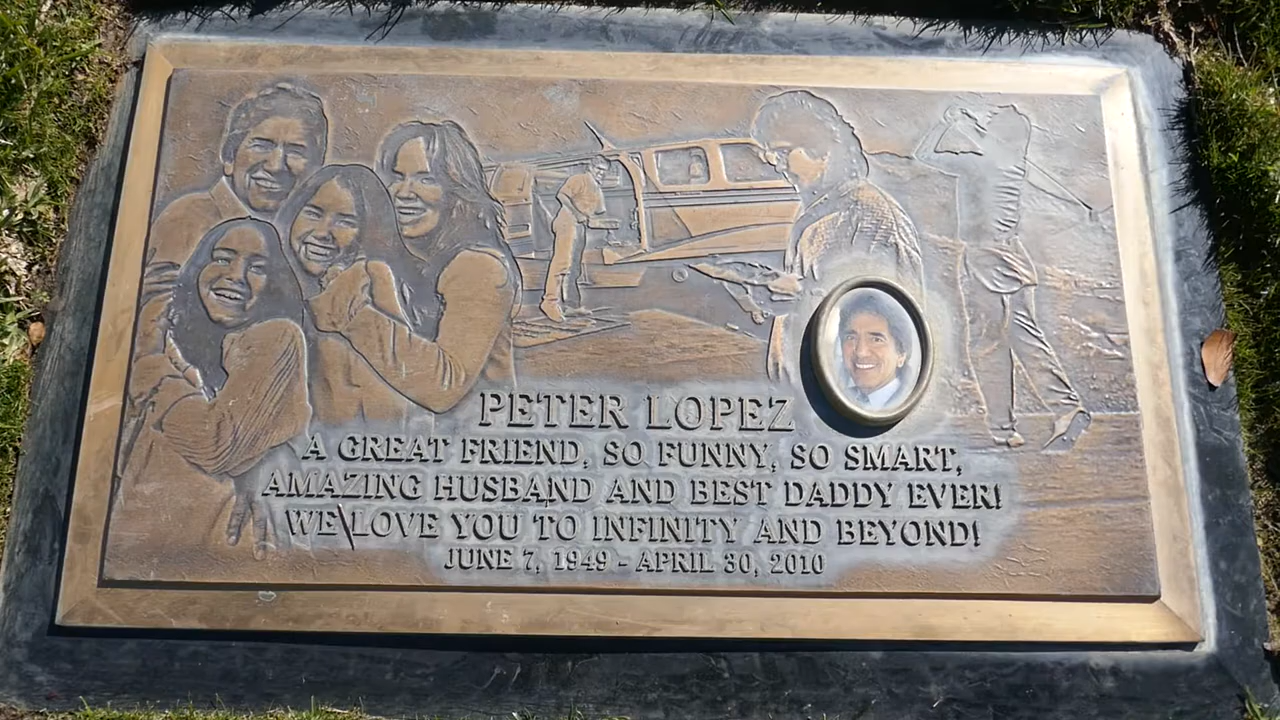 PETER LOPEZ
A GREAT FRIEND, SO FUNNY, SO SMART,
AMAZING HUSBAND AND BEST DADDY EVER!
WE LOVE YOU TO INFINITY AND BEYOND!
JUNE 7, 1949 - APRIL 30, 2010